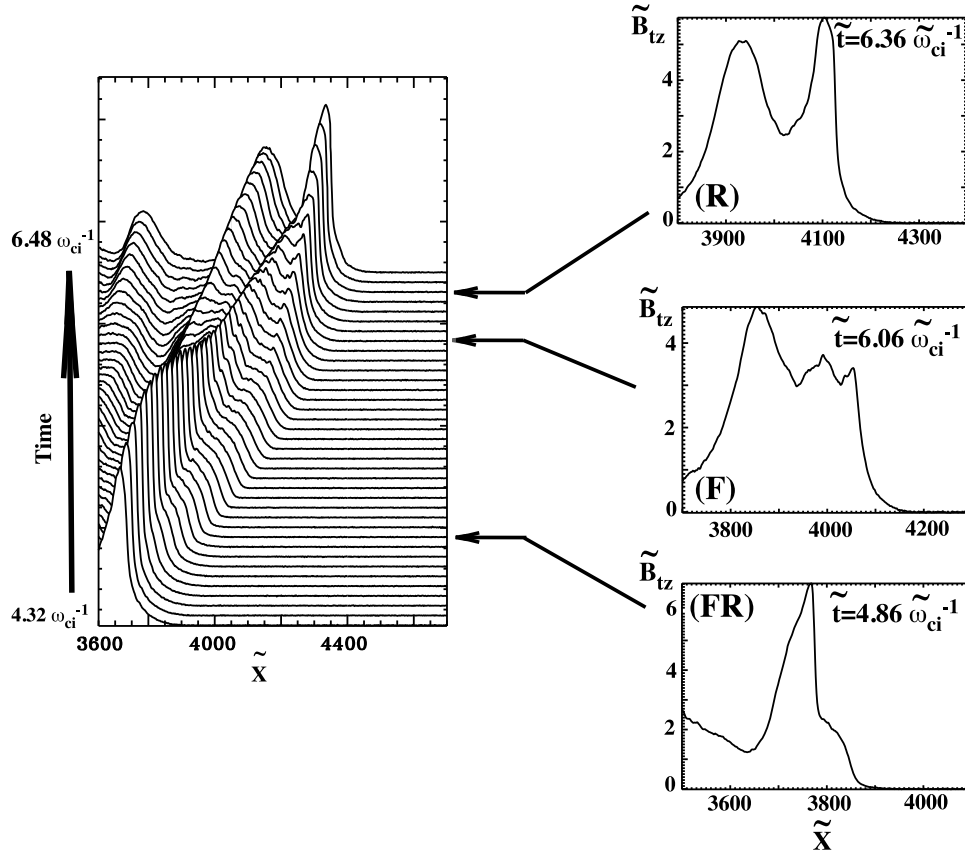 6.48 ω_ci^-1
Time
4.32 ω_ci^-1
3600 4000 4400
x̃
B̃_tz
t̃=6.36 ω̃_ci^-1
4
2
0
(R)
3900 4100 4300
B̃_tz
t̃=6.06 ω̃_ci^-1
4
2
0
(F)
3800 4000 4200
B̃_tz
(FR)
t̃=4.86 ω̃_ci^-1
6
4
2
0
3600 3800 4000
X̃